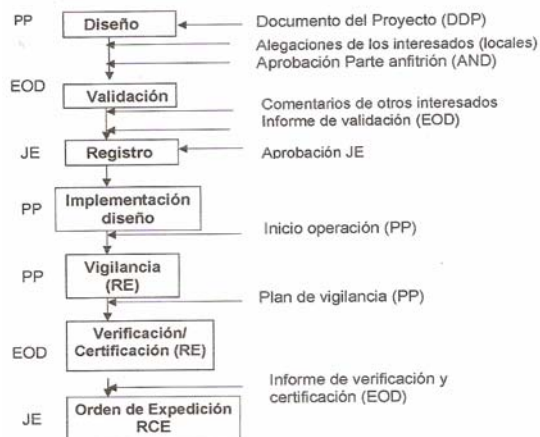 PP
Diseño
Documento del Proyecto (DDP)
Alegaciones de los interesados (locales)
Aprobación Parte anfitrión (AND)
EOD
Validación
Comentarios de otros interesados
Informe de validación (EOD)
JE
Registro
Aprobación JE
PP
Implementación
diseño
Inicio operación (PP)
PP
Vigilancia
(RE)
Plan de vigilancia (PP)
EOD
Verificación/
Certificación (RE)
Informe de verificación y
certificación (EOD)
JE
Orden de Expedición
RCE